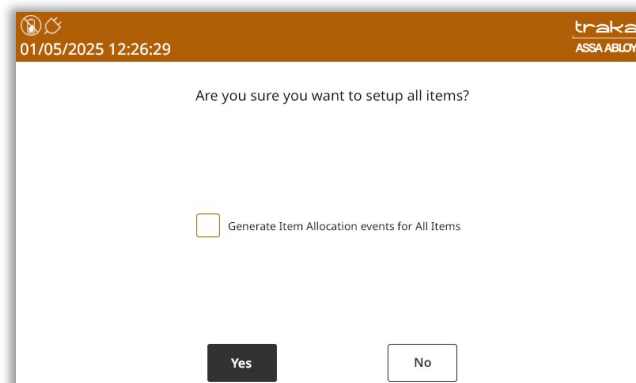 traka
01/05/2025 12:26:29
ASSA ABLOY
Are you sure you want to setup all items?
Generate Item Allocation events for All Items
Yes
No